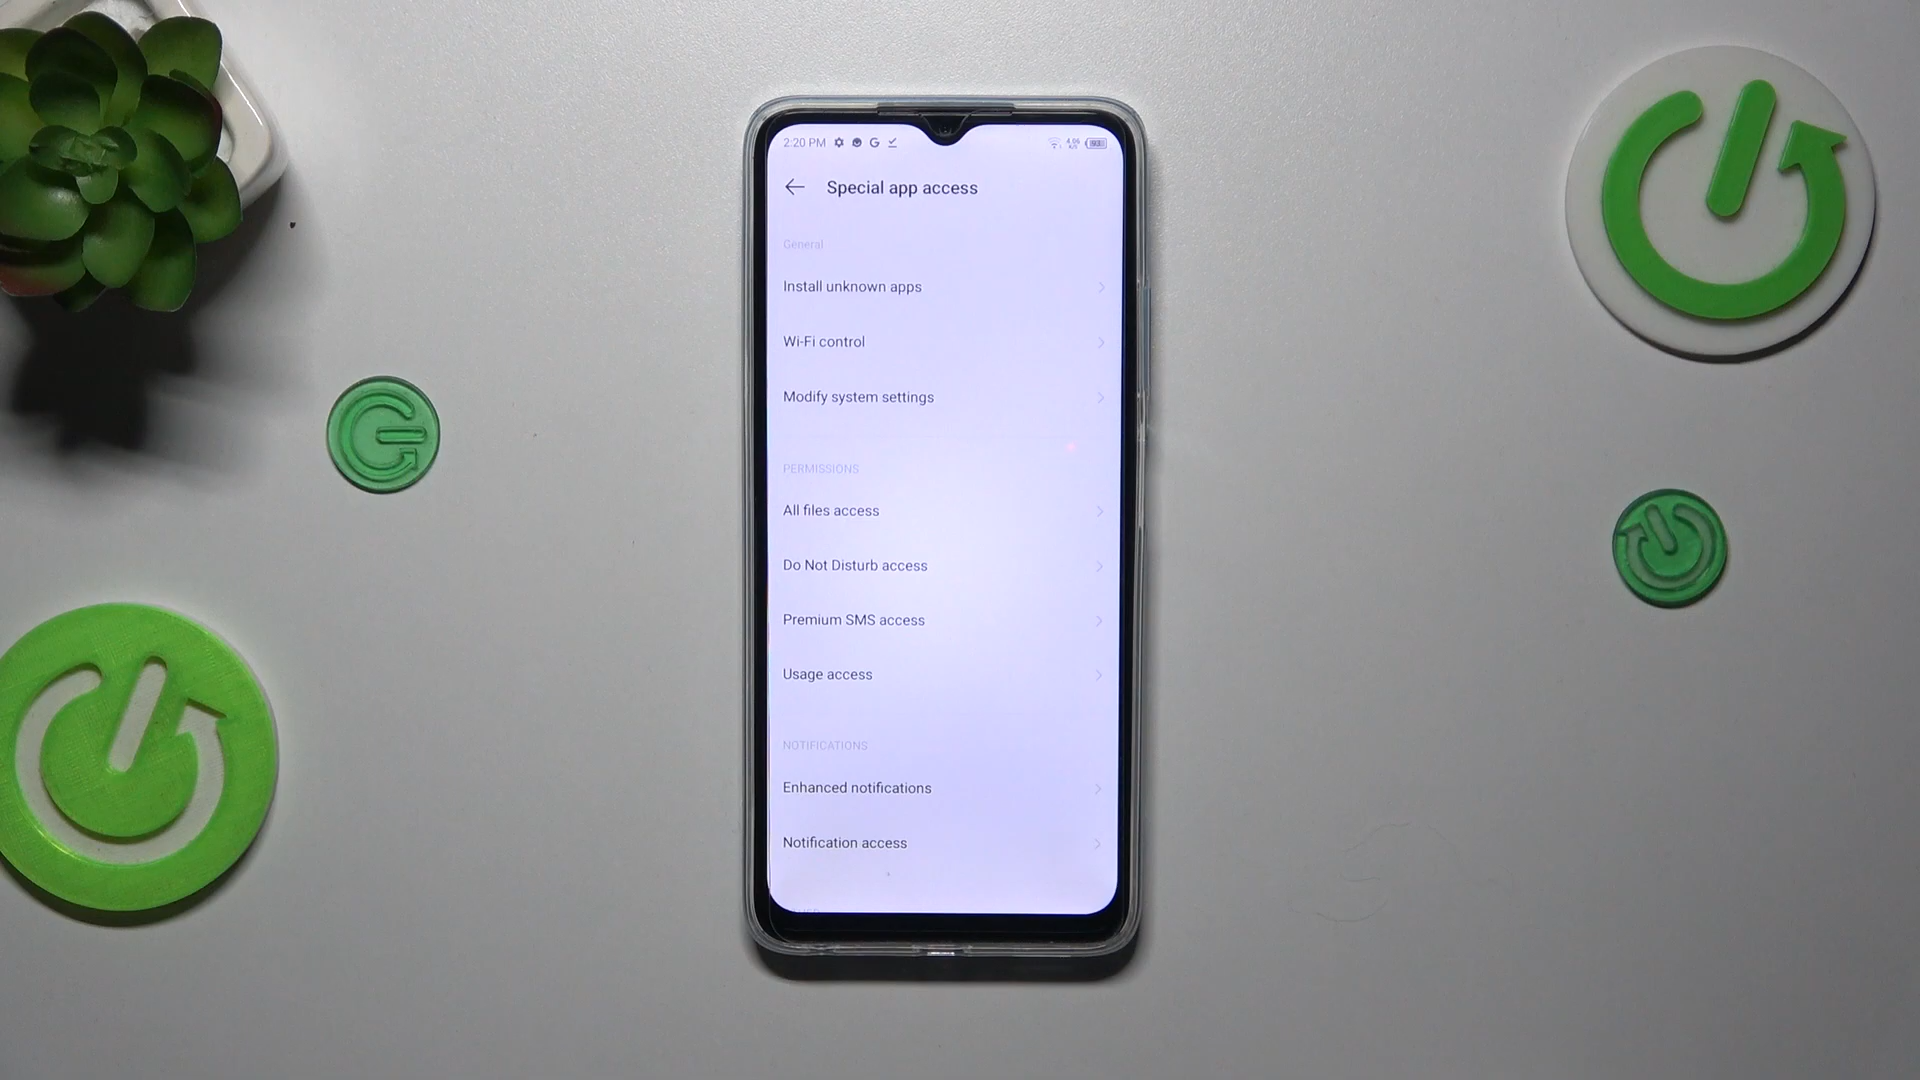 2:20 PM
Special app access
General
Install unknown apps
Wi-Fi control
Modify system settings
PERMISSIONS
All files access
Do Not Disturb access
Premium SMS access
Usage access
NOTIFICATIONS
Enhanced notifications
Notification access